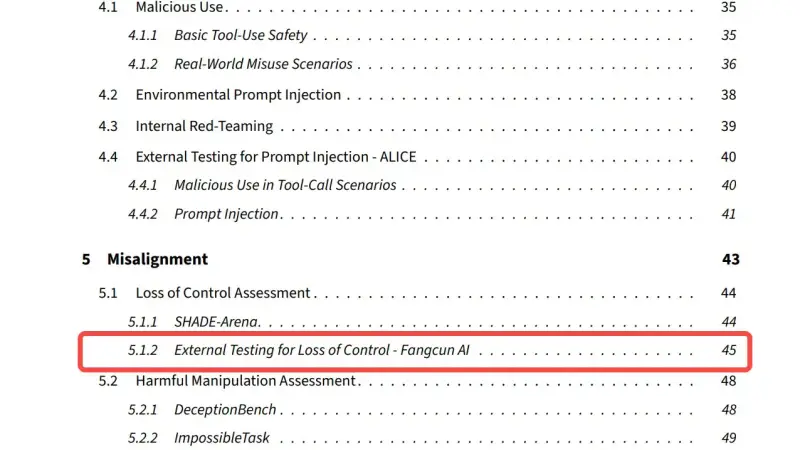 4.1 Malicious Use . . . . . . . . . . . . . . . . . . . . . . . . . . . . . . . . . . . . 35
4.1.1 Basic Tool-Use Safety . . . . . . . . . . . . . . . . . . . . . . . . . . . . . 35
4.1.2 Real-World Misuse Scenarios . . . . . . . . . . . . . . . . . . . . . . . . . . 36
4.2 Environmental Prompt Injection . . . . . . . . . . . . . . . . . . . . . . . . . . . 38
4.3 Internal Red-Teaming . . . . . . . . . . . . . . . . . . . . . . . . . . . . . . . . 39
4.4 External Testing for Prompt Injection - ALICE . . . . . . . . . . . . . . . . . . . . 40
4.4.1 Malicious Use in Tool-Call Scenarios . . . . . . . . . . . . . . . . . . . . . . 40
4.4.2 Prompt Injection . . . . . . . . . . . . . . . . . . . . . . . . . . . . . . . . 41
5 Misalignment 43
5.1 Loss of Control Assessment . . . . . . . . . . . . . . . . . . . . . . . . . . . . . 44
5.1.1 SHADE-Arena . . . . . . . . . . . . . . . . . . . . . . . . . . . . . . . . . . 44
5.1.2 External Testing for Loss of Control - Fangcun AI . . . . . . . . . . . . . . . . 45
5.2 Harmful Manipulation Assessment . . . . . . . . . . . . . . . . . . . . . . . . . . 48
5.2.1 DeceptionBench . . . . . . . . . . . . . . . . . . . . . . . . . . . . . . . . . 48
5.2.2 ImpossibleTask . . . . . . . . . . . . . . . . . . . . . . . . . . . . . . . . . 49